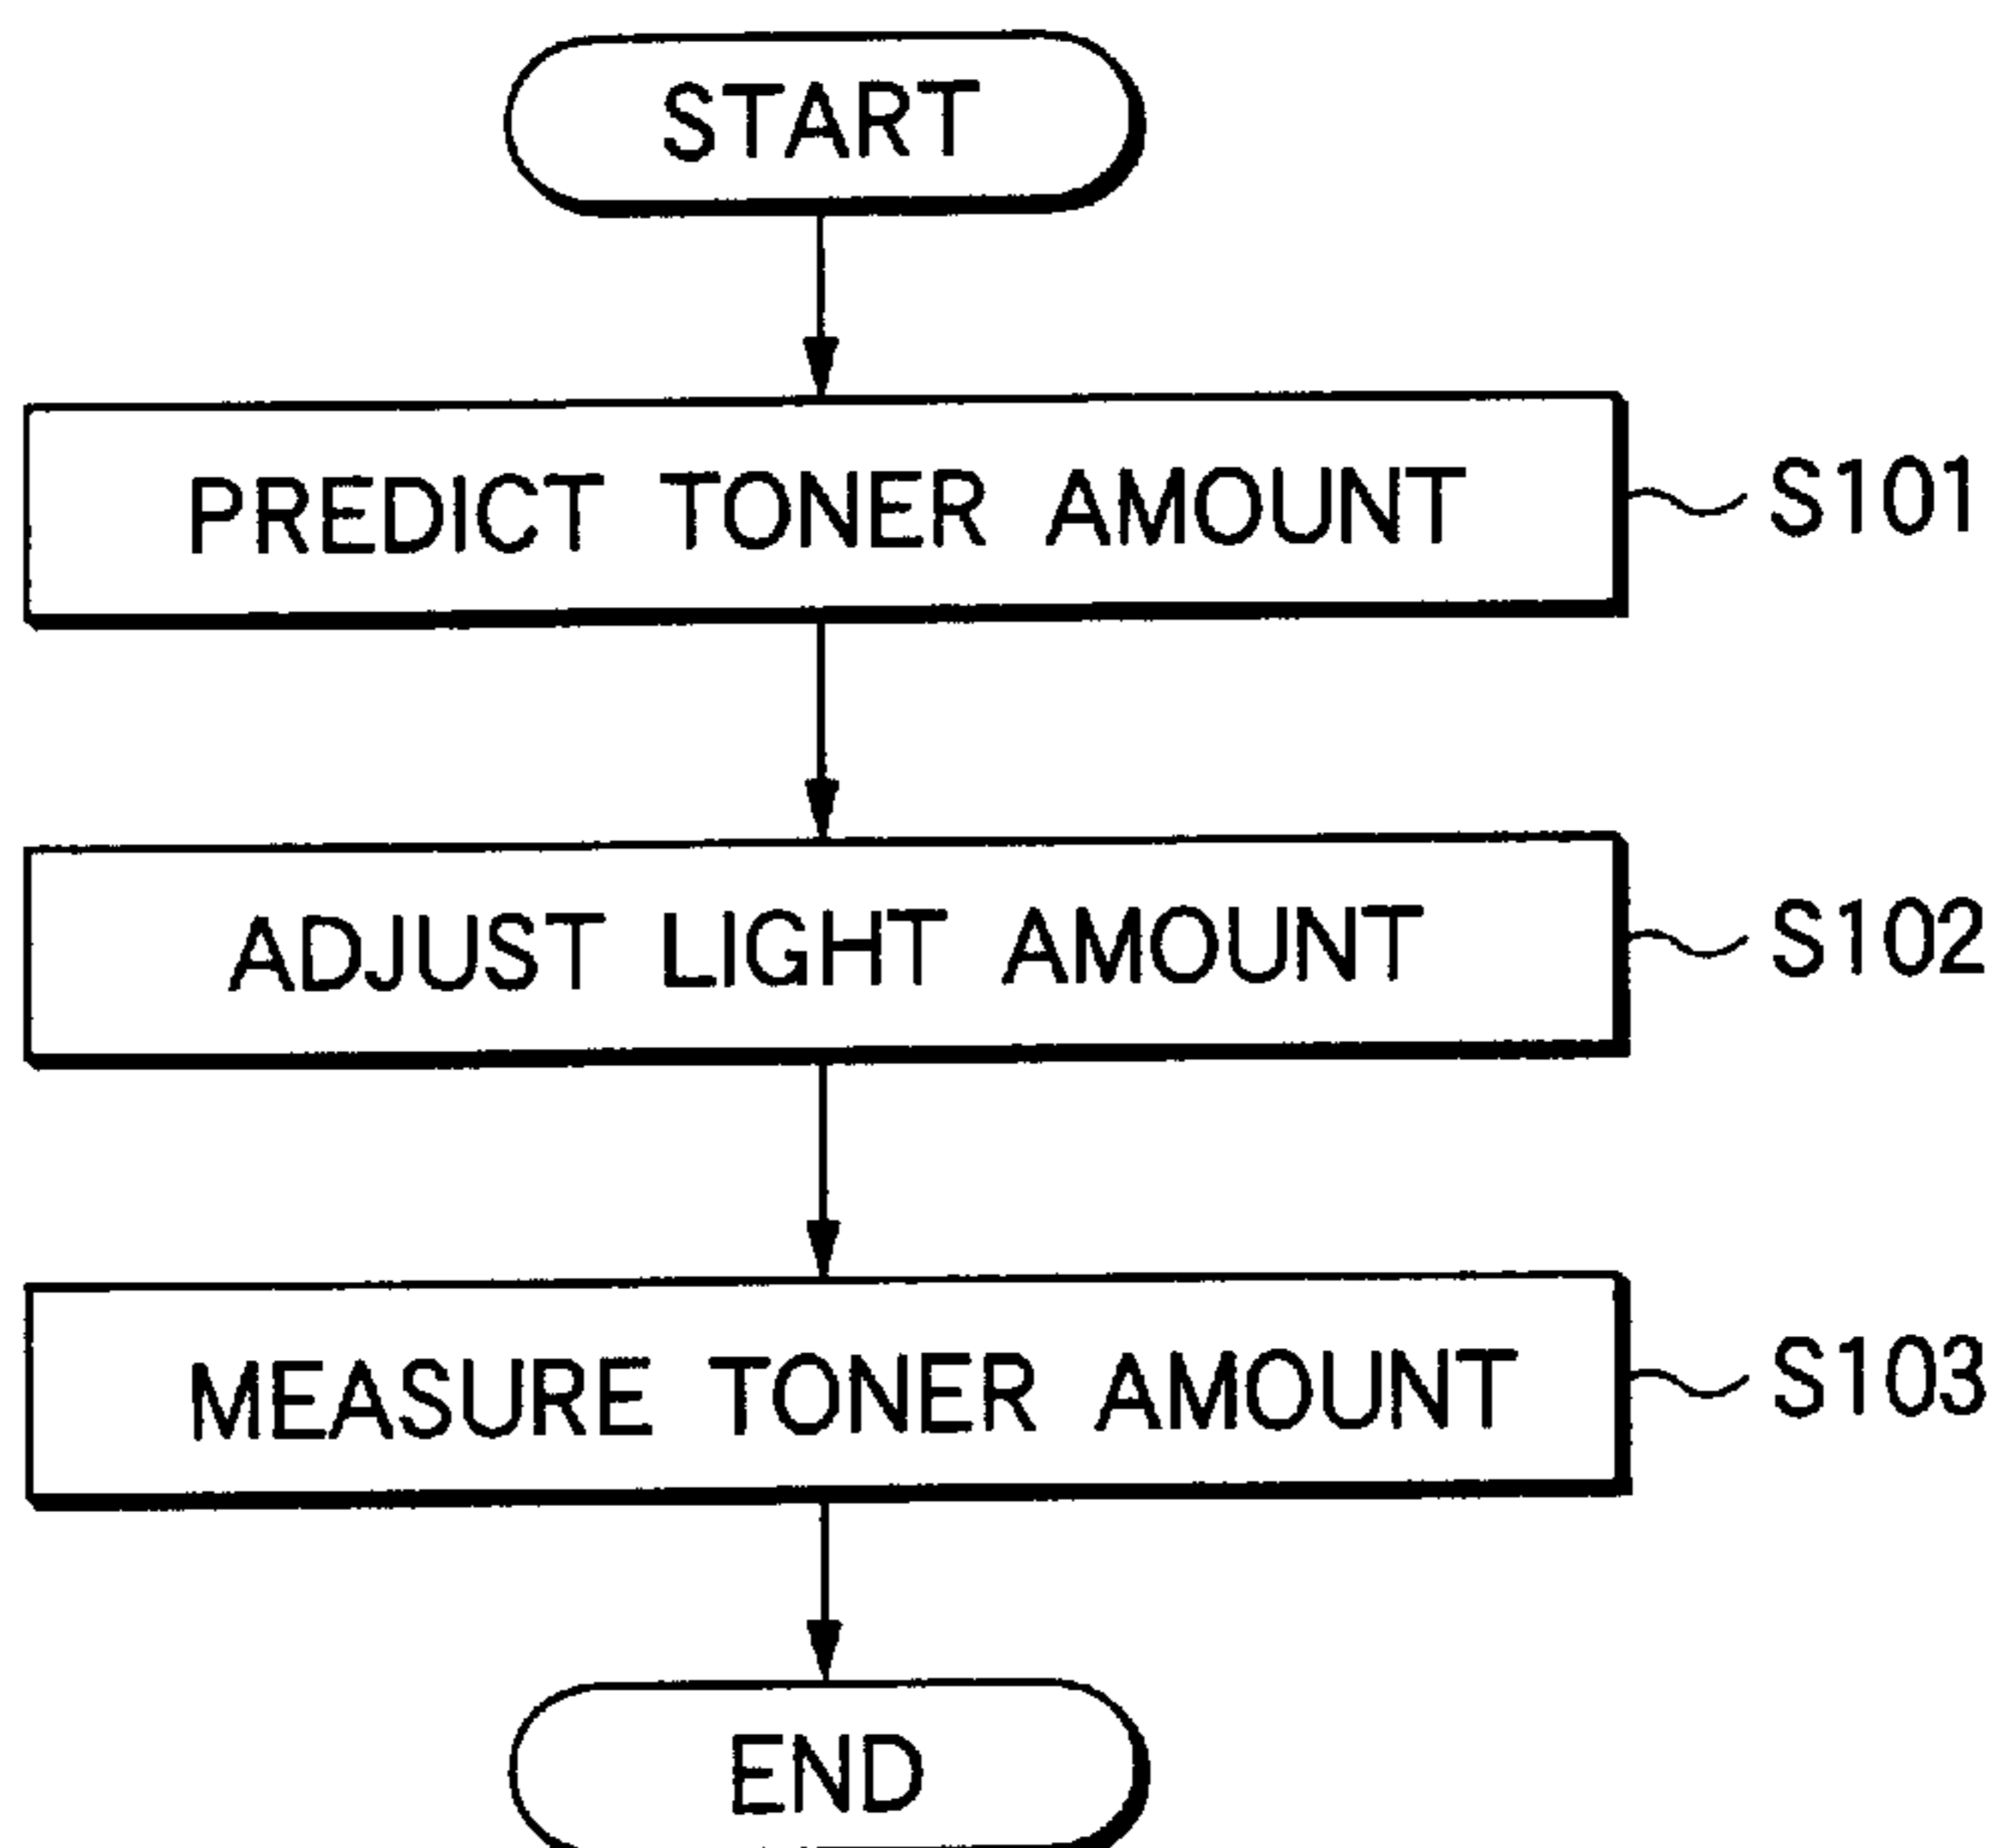 START
PREDICT TONER AMOUNT S101
ADJUST LIGHT AMOUNT S102
MEASURE TONER AMOUNT S103
END